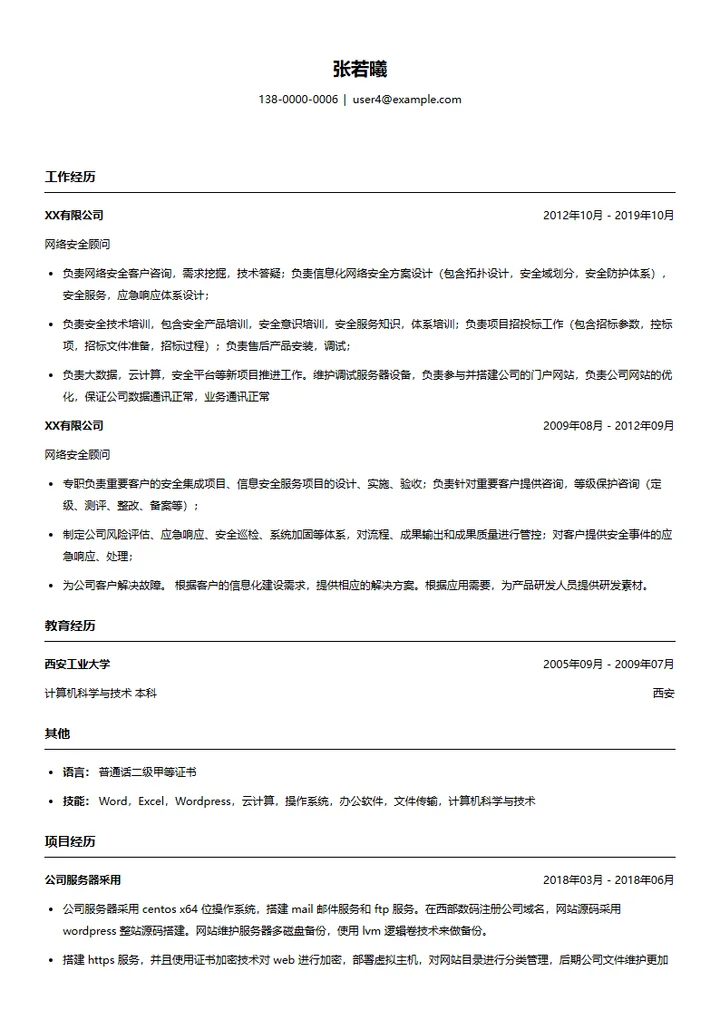 张若曦
138-0000-0006 | user4@example.com
工作经历
XX有限公司 2012年10月 - 2019年10月
网络安全顾问
• 负责网络安全客户咨询，需求挖掘，技术答疑；负责信息化网络安全方案设计（包含拓扑设计，安全域划分，安全防护体系），
安全服务，应急响应体系设计；
• 负责安全技术培训，包含安全产品培训，安全意识培训，安全服务知识，体系培训；负责项目招投标工作（包含招标参数，控标
项，招标文件准备，招标过程）；负责售后产品安装，调试；
• 负责大数据，云计算，安全平台等新项目推进工作。维护调试服务器设备，负责参与并搭建公司的门户网站，负责公司网站的优
化，保证公司数据通讯正常，业务通讯正常
XX有限公司 2009年08月 - 2012年09月
网络安全顾问
• 专职负责重要客户的安全集成项目、信息安全服务项目的设计、实施、验收；负责针对重要客户提供咨询，等级保护咨询（定
级、测评、整改、备案等）；
• 制定公司风险评估、应急响应、安全巡检、系统加固等体系，对流程、成果输出和成果质量进行管控；对客户提供安全事件的应
急响应、处理；
• 为公司客户解决故障。 根据客户的信息化建设需求，提供相应的解决方案。根据应用需要，为产品研发人员提供研发素材。
教育经历
西安工业大学 2005年09月 - 2009年07月
计算机科学与技术 本科 西安
其他
• 语言： 普通话二级甲等证书
• 技能： Word，Excel，Wordpress，云计算，操作系统，办公软件，文件传输，计算机科学与技术
项目经历
公司服务器采用 2018年03月 - 2018年06月
• 公司服务器采用 centos x64 位操作系统，搭建 mail 邮件服务和 ftp 服务。在西部数码注册公司域名，网站源码采用
wordpress 整站源码搭建。网站维护服务器多磁盘备份，使用 lvm 逻辑卷技术来做备份。
• 搭建 https 服务，并且使用证书加密技术对 web 进行加密，部署虚拟主机，对网站目录进行分类管理，后期公司文件维护更加